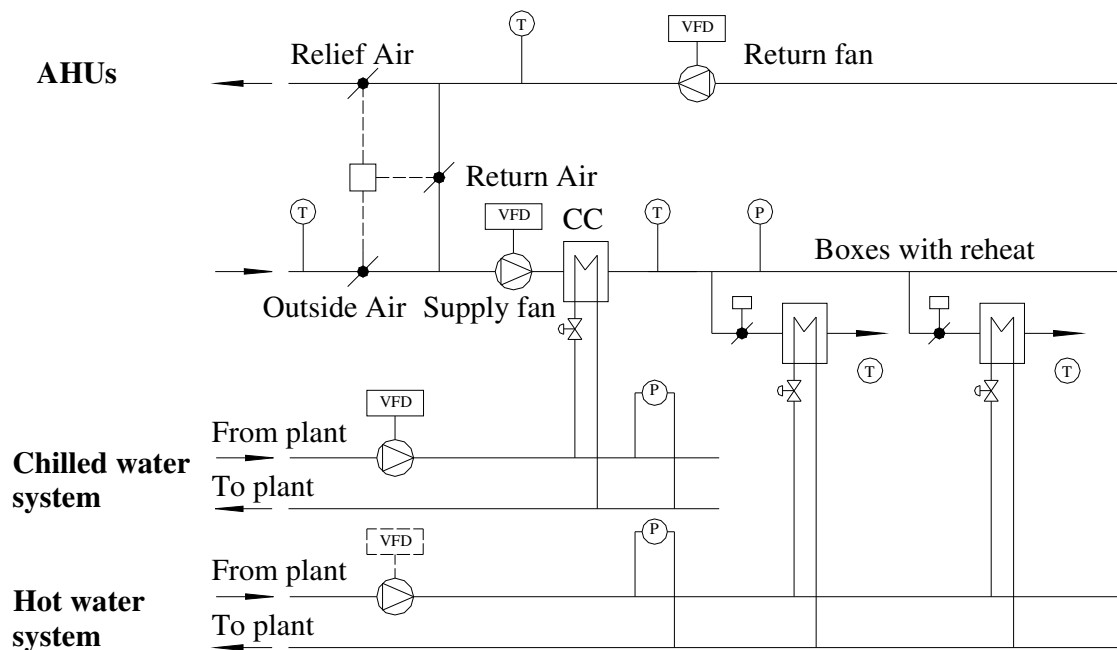 T
VFD
Relief Air
Return fan
AHUs
Return Air
T
VFD
CC
T
P
Boxes with reheat
Outside Air
Supply fan
T
T
VFD
P
From plant
Chilled water
system
To plant
VFD
P
From plant
Hot water
system
To plant